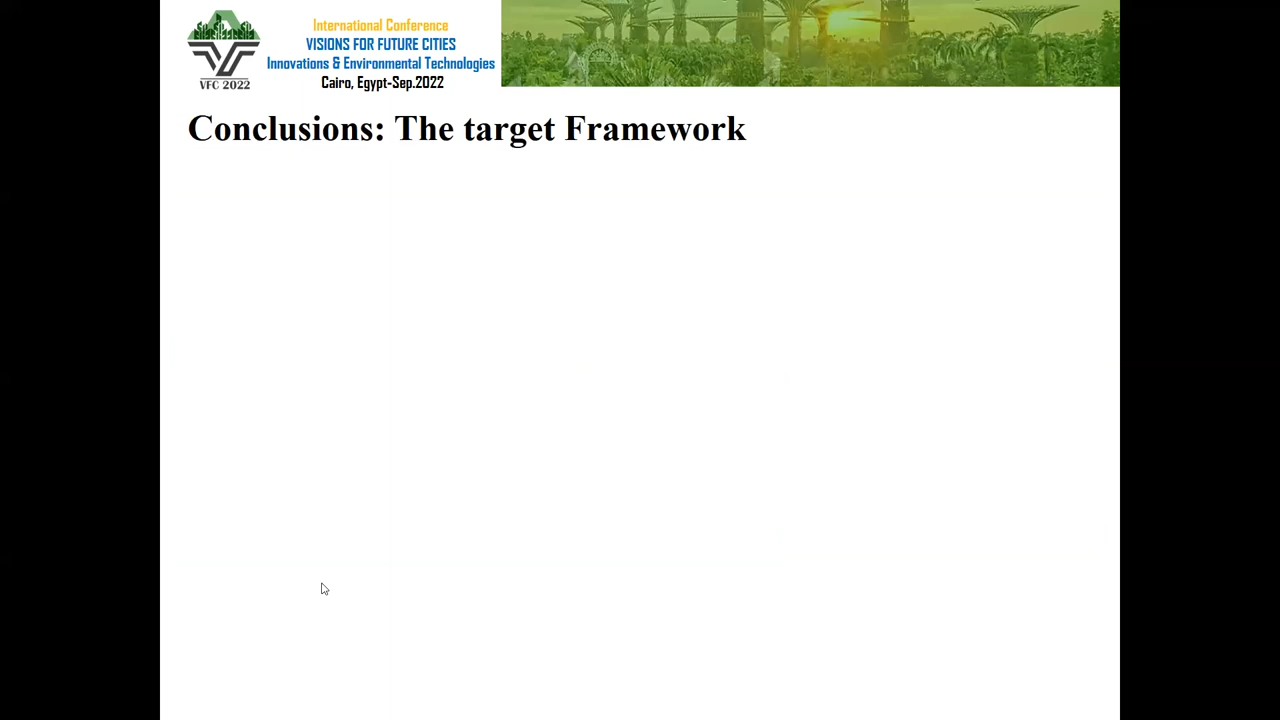 International Conference
VISIONS FOR FUTURE CITIES
Innovations & Environmental Technologies
Cairo, Egypt-Sep.2022
VFC 2022
Conclusions: The target Framework